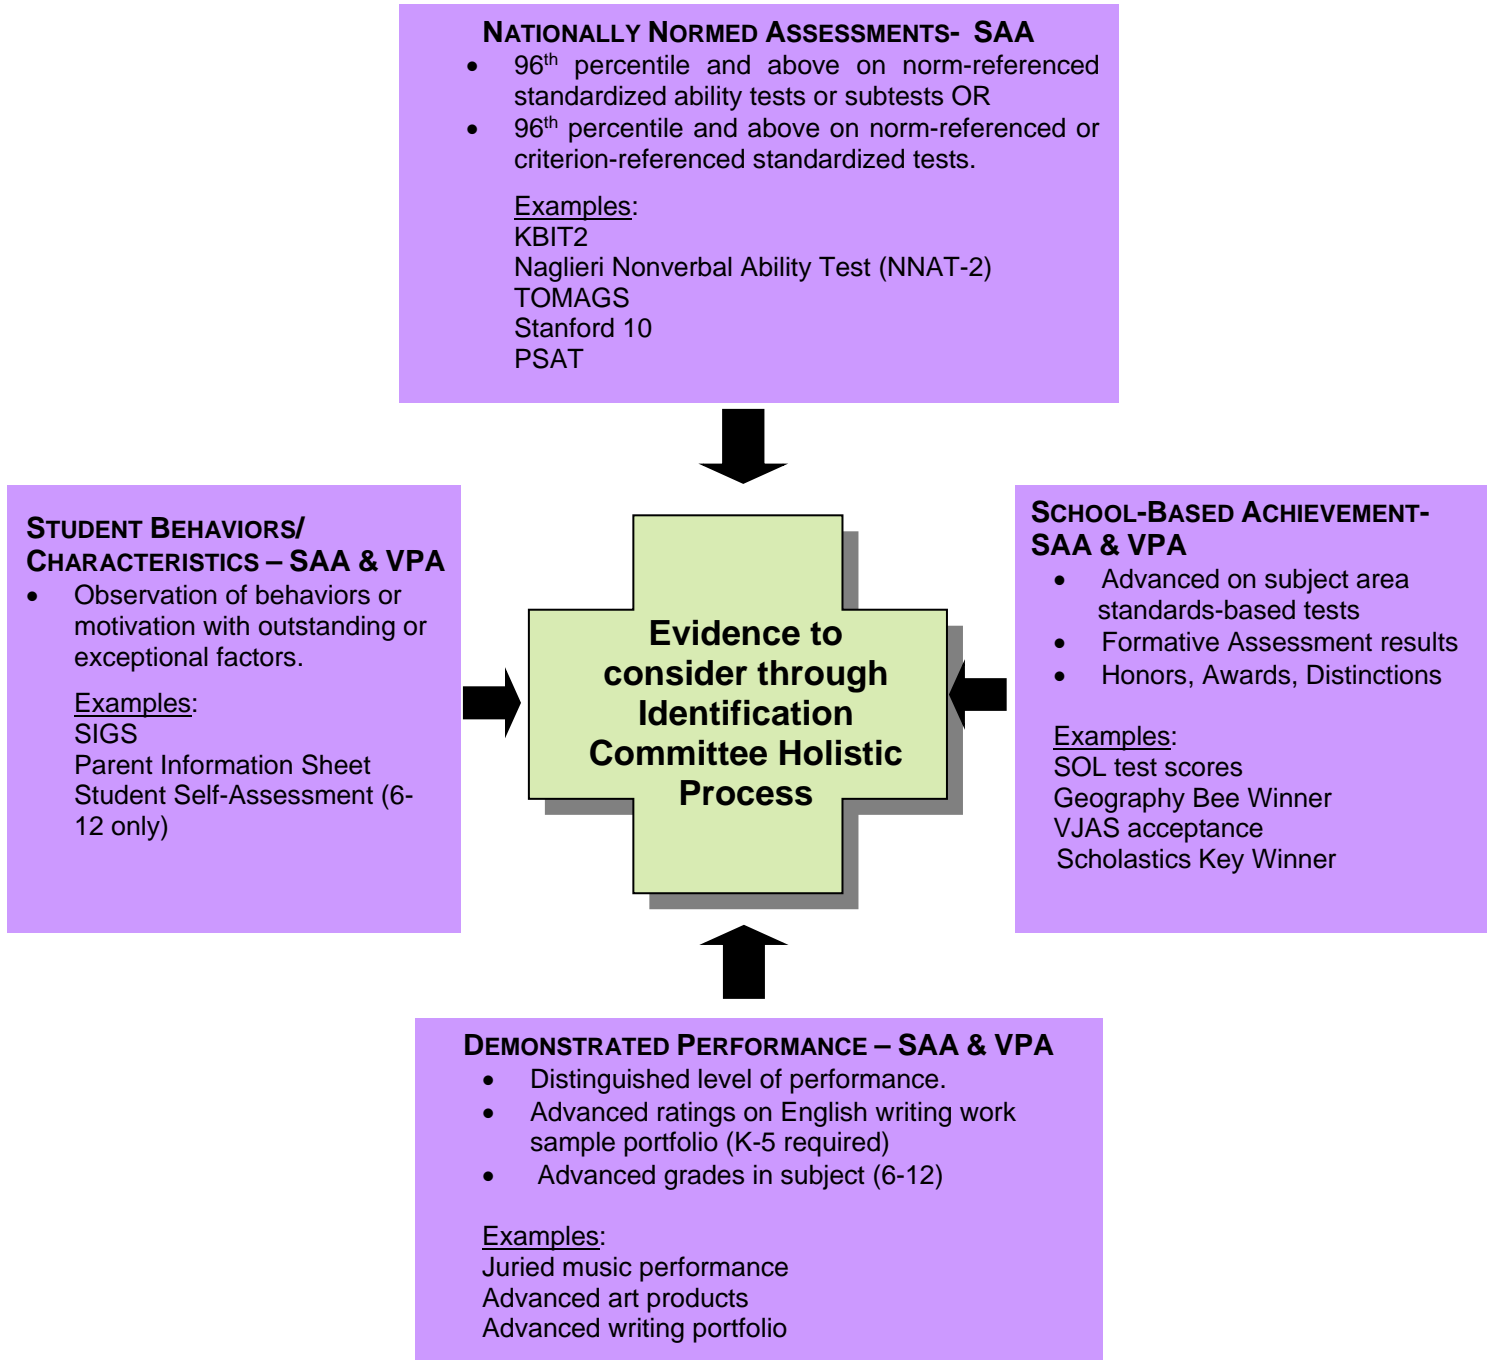 NATIONALLY NORMED ASSESSMENTS- SAA
• 96th percentile and above on norm-referenced
standardized ability tests or subtests OR
• 96th percentile and above on norm-referenced or
criterion-referenced standardized tests.
Examples:
KBIT2
Naglieri Nonverbal Ability Test (NNAT-2)
TOMAGS
Stanford 10
PSAT
STUDENT BEHAVIORS/
CHARACTERISTICS – SAA & VPA
• Observation of behaviors or
motivation with outstanding or
exceptional factors.
Examples:
SIGS
Parent Information Sheet
Student Self-Assessment (6-
12 only)
Evidence to
consider through
Identification
Committee Holistic
Process
SCHOOL-BASED ACHIEVEMENT-
SAA & VPA
• Advanced on subject area
standards-based tests
• Formative Assessment results
• Honors, Awards, Distinctions
Examples:
SOL test scores
Geography Bee Winner
VJAS acceptance
Scholastics Key Winner
DEMONSTRATED PERFORMANCE – SAA & VPA
• Distinguished level of performance.
• Advanced ratings on English writing work
sample portfolio (K-5 required)
• Advanced grades in subject (6-12)
Examples:
Juried music performance
Advanced art products
Advanced writing portfolio